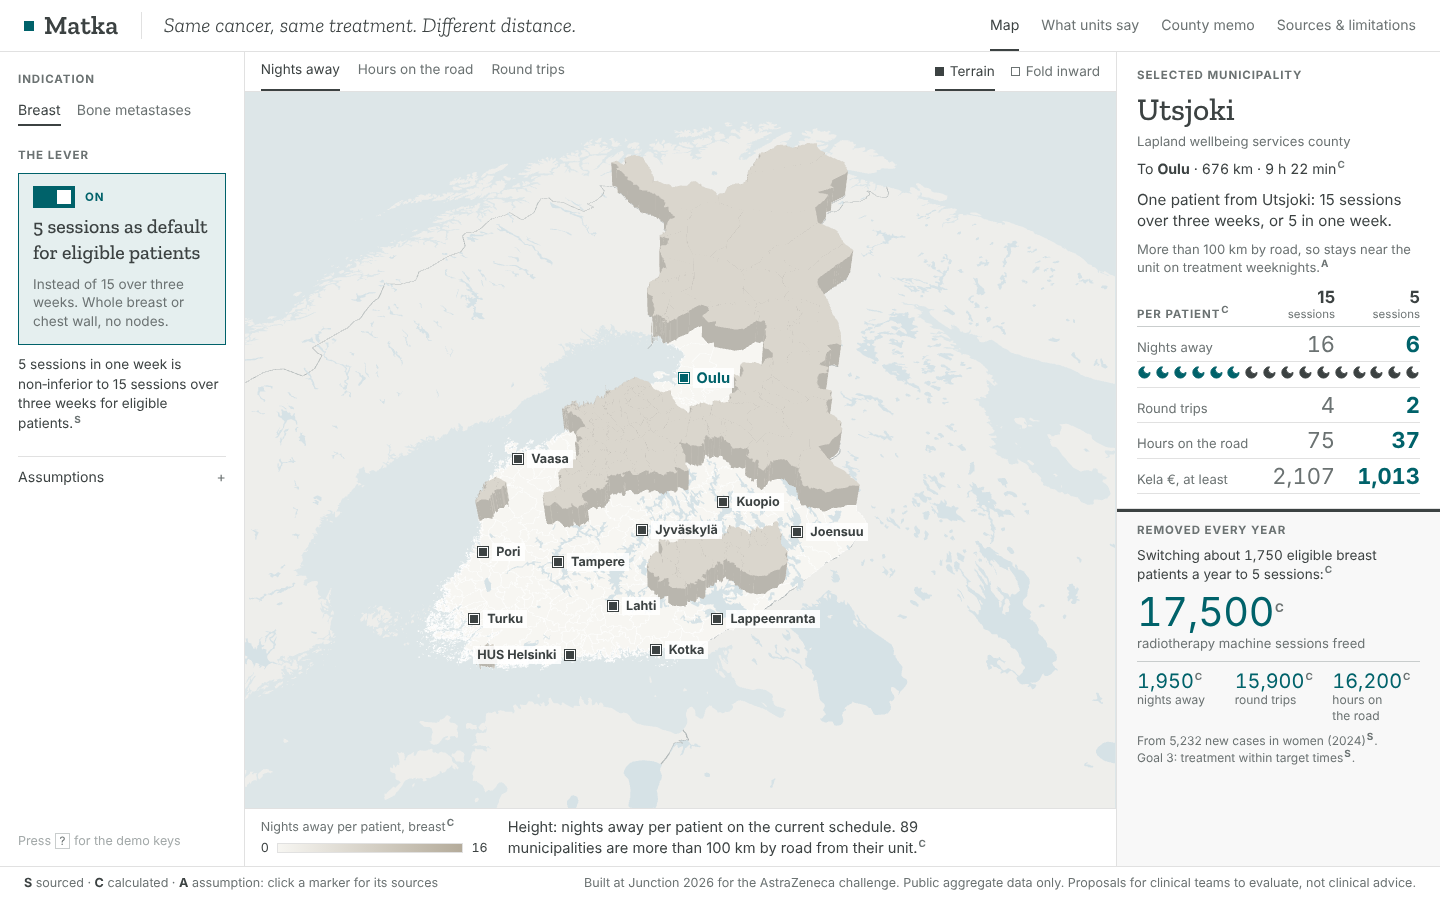 Matka
Same cancer, same treatment. Different distance.
Map What units say County memo Sources & limitations
INDICATION
Breast Bone metastases
THE LEVER
ON
5 sessions as default
for eligible patients
Instead of 15 over three
weeks. Whole breast or
chest wall, no nodes.
5 sessions in one week is
non-inferior to 15 sessions over
three weeks for eligible
patients.S
Assumptions +
Press ? for the demo keys
Nights away Hours on the road Round trips
Terrain Fold inward
Oulu
Vaasa
Kuopio
Jyväskylä
Joensuu
Pori
Tampere
Lahti
Turku
Lappeenranta
HUS Helsinki
Kotka
Nights away per patient, breastC
0 16
Height: nights away per patient on the current schedule. 89
municipalities are more than 100 km by road from their unit.C
SELECTED MUNICIPALITY
Utsjoki
Lapland wellbeing services county
To Oulu · 676 km · 9 h 22 minC
One patient from Utsjoki: 15 sessions
over three weeks, or 5 in one week.
More than 100 km by road, so stays near the
unit on treatment weeknights.A
15 5
PER PATIENTC sessions sessions
Nights away 16 6
Round trips 4 2
Hours on the road 75 37
Kela €, at least 2,107 1,013
REMOVED EVERY YEAR
Switching about 1,750 eligible breast
patients a year to 5 sessions:C
17,500C
radiotherapy machine sessions freed
1,950C 15,900C 16,200C
nights away round trips hours on
the road
From 5,232 new cases in women (2024)S.
Goal 3: treatment within target timesS.
S sourced · C calculated · A assumption: click a marker for its sources
Built at Junction 2026 for the AstraZeneca challenge. Public aggregate data only. Proposals for clinical teams to evaluate, not clinical advice.